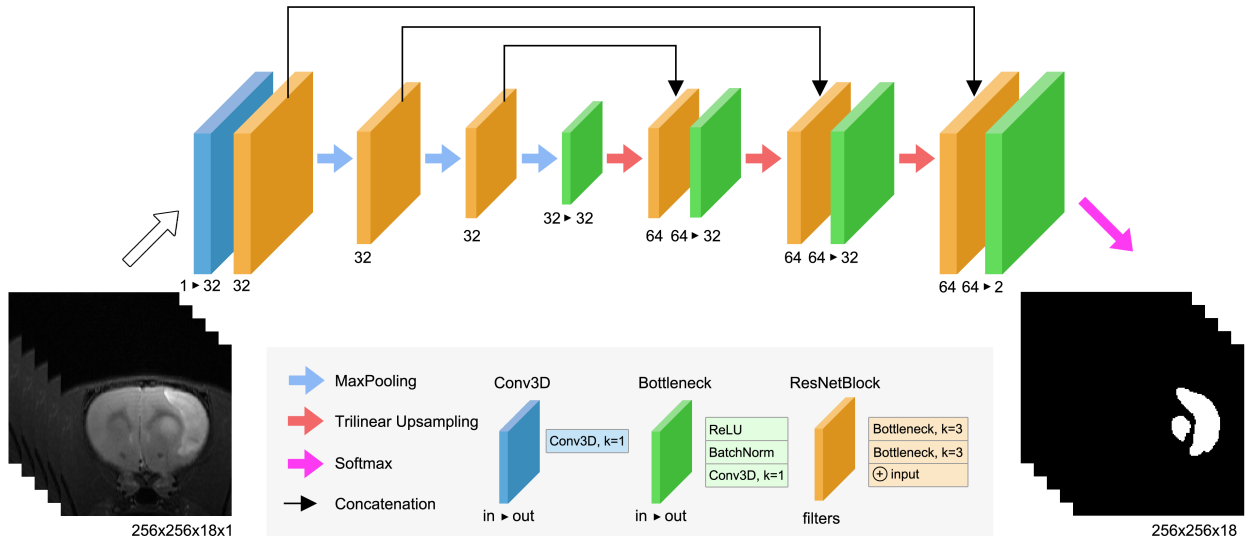 1 ▸ 32
32
32
32
32 ▸ 32
64
64 ▸ 32
64
64 ▸ 32
64
64 ▸ 2
256x256x18x1
256x256x18
MaxPooling
Trilinear Upsampling
Softmax
Concatenation
Conv3D
Conv3D, k=1
in ▸ out
Bottleneck
ReLU
BatchNorm
Conv3D, k=1
in ▸ out
ResNetBlock
Bottleneck, k=3
Bottleneck, k=3
⊕ input
filters